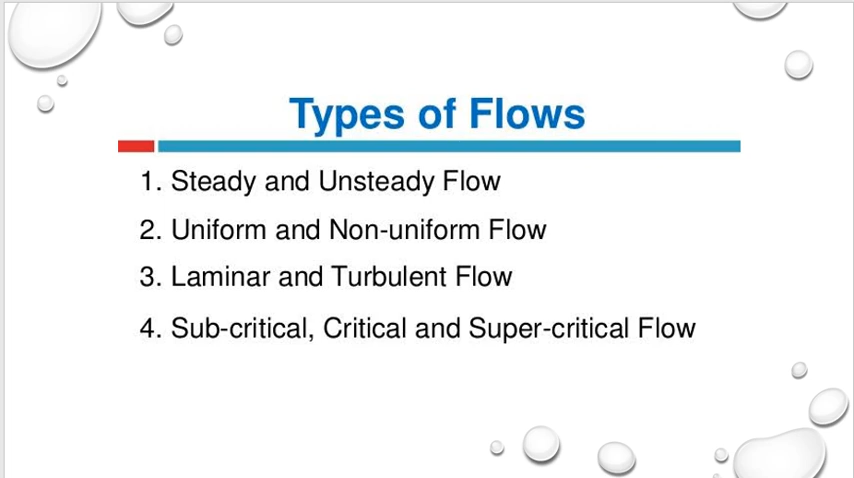 Types of Flows
1. Steady and Unsteady Flow
2. Uniform and Non-uniform Flow
3. Laminar and Turbulent Flow
4. Sub-critical, Critical and Super-critical Flow